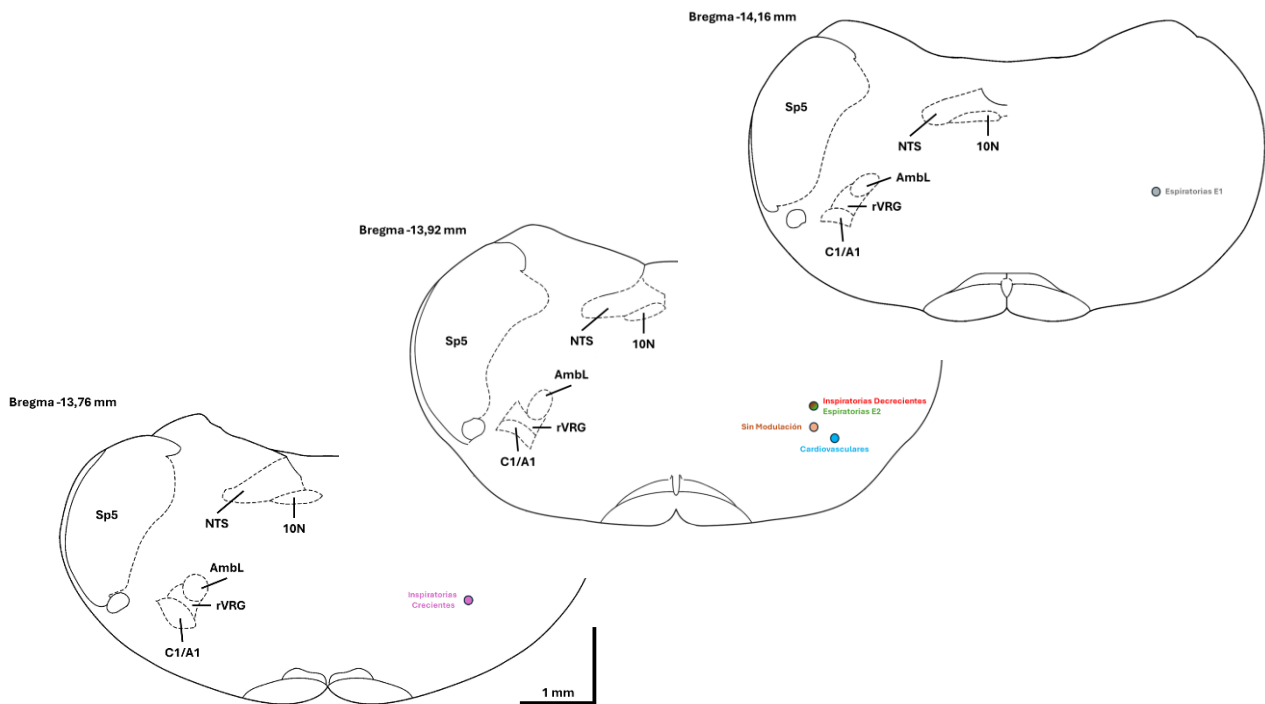 Bregma -14,16 mm
Sp5
NTS
10N
AmbL
rVRG
C1/A1
Espiratorias E1
Bregma -13,92 mm
Sp5
NTS
10N
AmbL
rVRG
C1/A1
Inspiratorias Decrecientes
Espiratorias E2
Sin Modulación
Cardiovasculares
Bregma -13,76 mm
Sp5
NTS
10N
AmbL
rVRG
C1/A1
Inspiratorias
Crecientes
1 mm